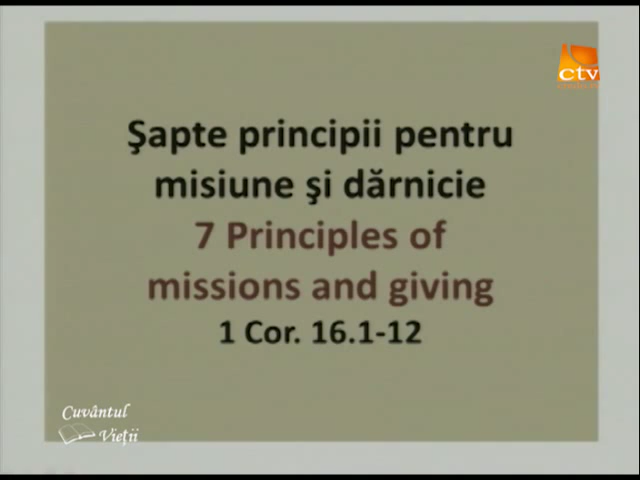 ctv
Şapte principii pentru
misiune şi dărnicie
7 Principles of
missions and giving
1 Cor. 16.1-12
Cuvântul
Vieţii